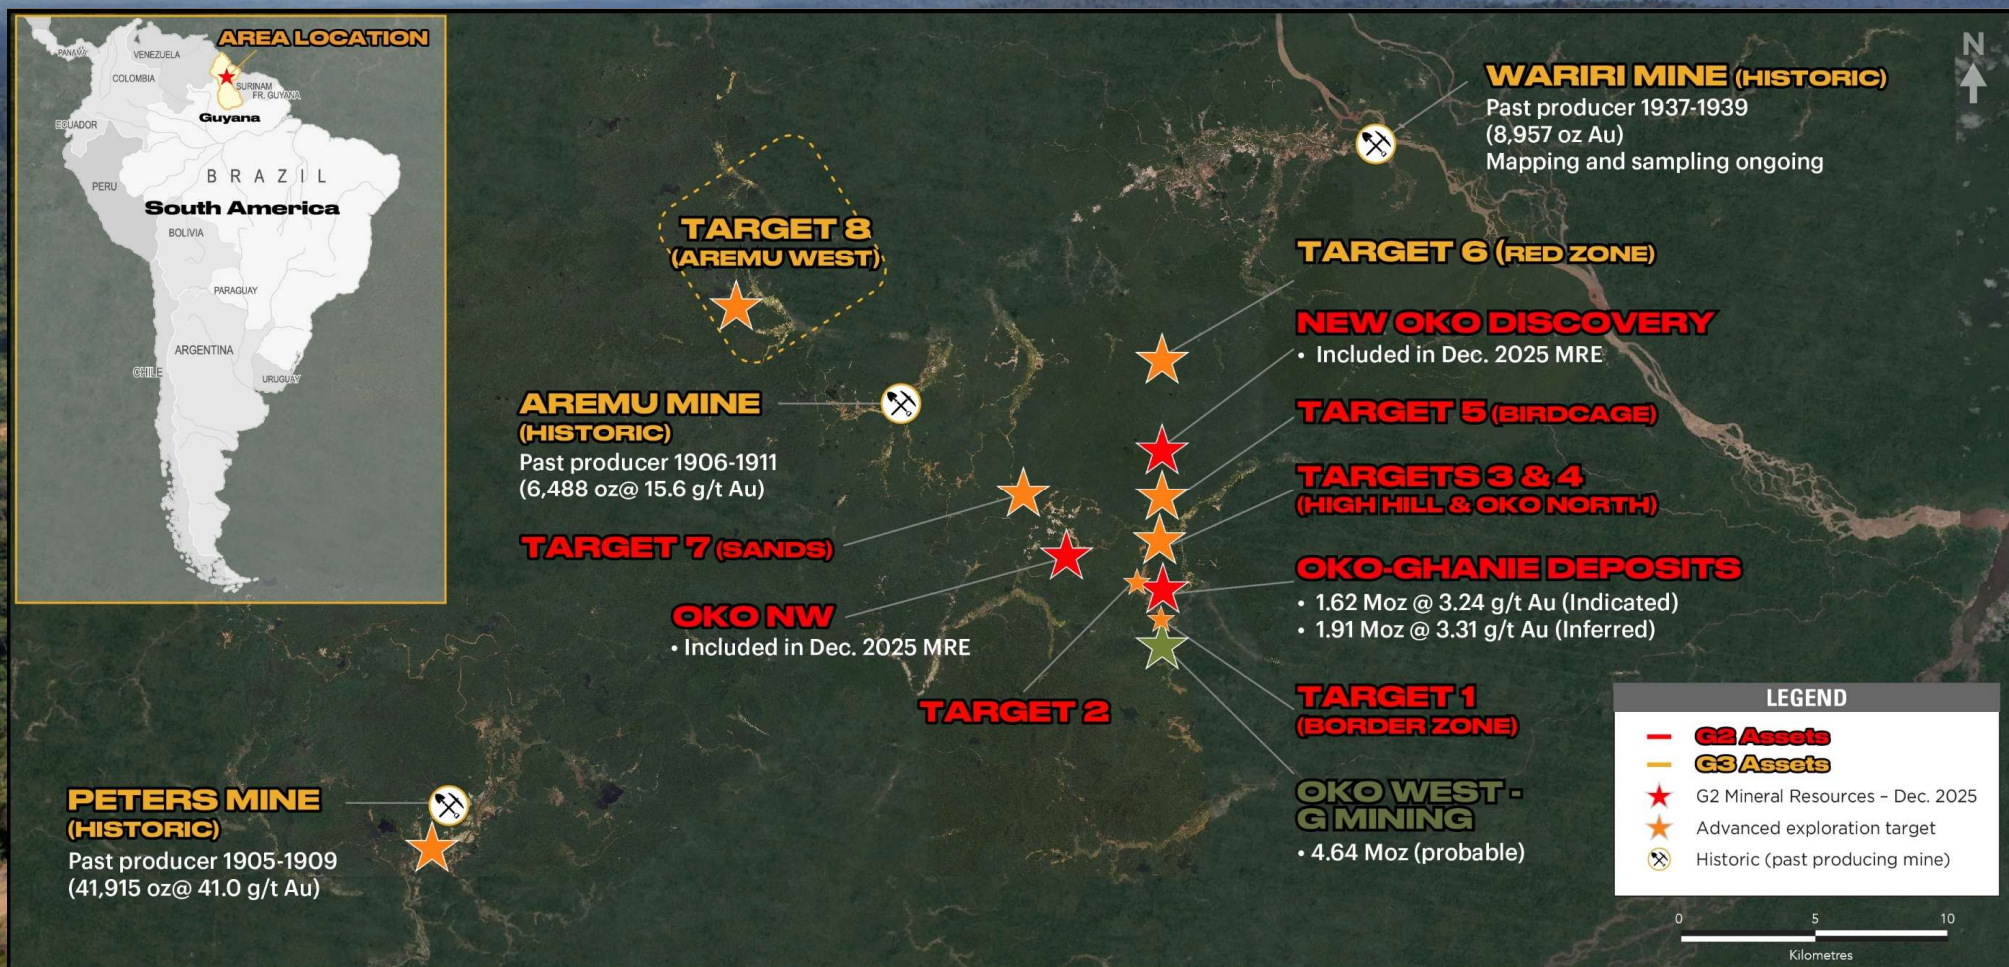 AREA LOCATION
PANAMA
VENEZUELA
COLOMBIA
SURINAM
FR. GUYANA
Guyana
ECUADOR
BRAZIL
PERU
South America
BOLIVIA
PARAGUAY
ARGENTINA
CHILE
URUGUAY
N
WARIRI MINE (HISTORIC)
Past producer 1937-1939
(8,957 oz Au)
Mapping and sampling ongoing
TARGET 8
(AREMU WEST)
TARGET 6 (RED ZONE)
NEW OKO DISCOVERY
• Included in Dec. 2025 MRE
AREMU MINE
(HISTORIC)
Past producer 1906-1911
(6,488 oz@ 15.6 g/t Au)
TARGET 5 (BIRDCAGE)
TARGETS 3 & 4
(HIGH HILL & OKO NORTH)
TARGET 7 (SANDS)
OKO-GHANIE DEPOSITS
• 1.62 Moz @ 3.24 g/t Au (Indicated)
• 1.91 Moz @ 3.31 g/t Au (Inferred)
OKO NW
• Included in Dec. 2025 MRE
TARGET 2
TARGET 1
(BORDER ZONE)
OKO WEST -
G MINING
• 4.64 Moz (probable)
PETERS MINE
(HISTORIC)
Past producer 1905-1909
(41,915 oz@ 41.0 g/t Au)
LEGEND
G2 Assets
G3 Assets
G2 Mineral Resources – Dec. 2025
Advanced exploration target
Historic (past producing mine)
0 5 10
Kilometres